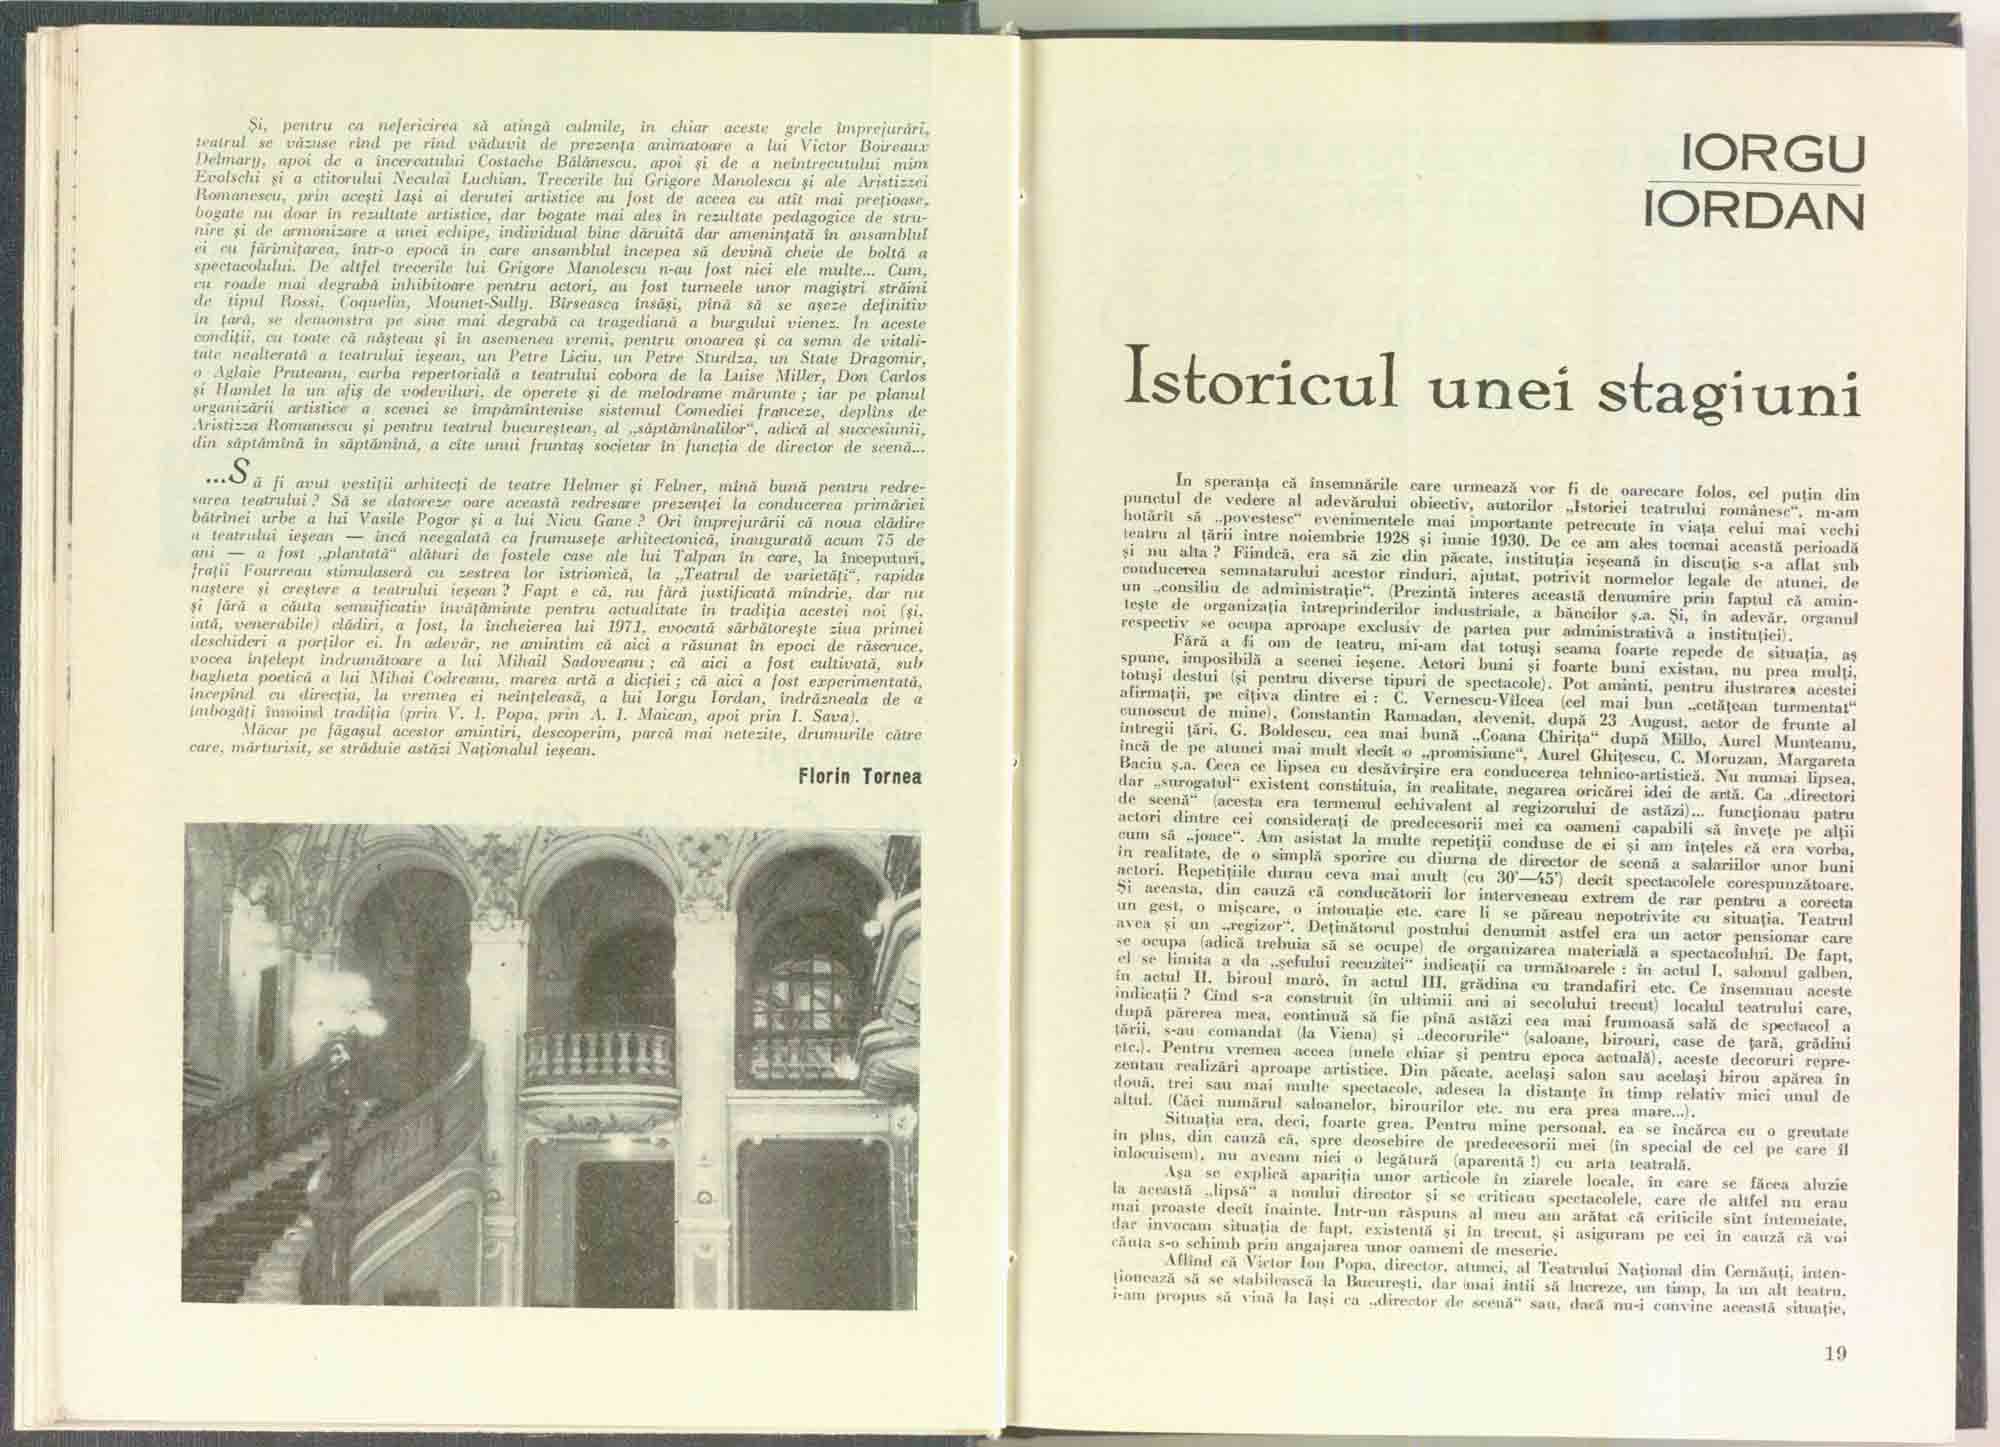 Și, pentru ca nefericirea să atingă culmile, în chiar aceste grele împrejurări,
teatrul se văzuse rînd pe rînd văduvit de prezența animatoare a lui Victor Boireaux
Delmary, apoi de a încercatului Costache Bălănescu, apoi și de a neîntrecutului mim
Evolschi și a ctitorului Neculai Luchian. Trecerile lui Grigore Manolescu și ale Aristizzei
Romanescu, prin acești Iași ai derutei artistice au fost de aceea cu atît mai prețioase,
bogate nu doar în rezultate artistice, dar bogate mai ales în rezultate pedagogice de stru-
nire și de armonizare a unei echipe, individual bine dăruită dar amenințată în ansamblul
ei cu fărîmițarea, într-o epocă în care ansamblul începea să devină cheie de boltă a
spectacolului. De altfel trecerile lui Grigore Manolescu n-au fost nici ele multe... Cum,
cu roade mai degrabă inhibitoare pentru actori, au fost turneele unor magiștri străini
de tipul Rossi, Coquelin, Mounet-Sully. Bîrseasca însăși, pînă să se așeze definitiv
în țară, se demonstra pe sine mai degrabă ca tragediană a burgului vienez. În aceste
condiții, cu toate că nășteau și în asemenea vremi, pentru onoarea și ca semn de vitali-
tate nealterată a teatrului ieșean, un Petre Liciu, un Petre Sturdza, un State Dragomir,
o Aglaie Pruteanu, curba repertorială a teatrului cobora de la Luise Miller, Don Carlos
și Hamlet la un afiș de vodeviluri, de operete și de melodrame mărunte ; iar pe planul
organizării artistice a scenei se împămîntenise sistemul Comediei franceze, deplîns de
Aristizza Romanescu și pentru teatrul bucureștean, al „săptămînalilor“, adică al succesiunii,
din săptămînă în săptămînă, a cîte unui fruntaș societar în funcția de director de scenă...
...Să fi avut vestiții arhitecți de teatre Helmer și Felner, mînă bună pentru redre-
sarea teatrului ? Să se datoreze oare această redresare prezenței la conducerea primăriei
bătrînei urbe a lui Vasile Pogor și a lui Nicu Gane ? Ori împrejurării că noua clădire
a teatrului ieșean — încă neegalată ca frumusețe arhitectonică, inaugurată acum 75 de
ani — a fost „plantată“ alături de fostele case ale lui Talpan în care, la începuturi,
frații Fourreau stimulaseră cu zestrea lor istrionică, la „Teatrul de varietăți“, rapida
naștere și creștere a teatrului ieșean ? Fapt e că, nu fără justificată mîndrie, dar nu
și fără a căuta semnificativ învățăminte pentru actualitate în tradiția acestei noi (și,
iată, venerabile) clădiri, a fost, la încheierea lui 1971, evocată sărbătorește ziua primei
deschideri a porților ei. În adevăr, ne amintim că aici a răsunat în epoci de răscruce,
vocea înțelept îndrumătoare a lui Mihail Sadoveanu ; că aici a fost cultivată, sub
bagheta poetică a lui Mihai Codreanu, marea artă a dicției ; că aici a fost experimentată,
începînd cu direcția, la vremea ei neînțeleasă, a lui Iorgu Iordan, îndrăzneala de a
îmbogăți înnoind tradiția (prin V. I. Popa, prin A. I. Maican, apoi prin I. Sava).
Măcar pe făgașul acestor amintiri, descoperim, parcă mai netezite, drumurile către
care, mărturisit, se străduie astăzi Naționalul ieșean.
Florin Tornea
IORGU
IORDAN
Istoricul unei stagiuni
In speranța că însemnările care urmează vor fi de oarecare folos, cel puțin din
punctul de vedere al adevărului obiectiv, autorilor „Istoriei teatrului românesc“, m-am
hotărît să „povestesc“ evenimentele mai importante petrecute în viața celui mai vechi
teatru al țării între noiembrie 1928 și iunie 1930. De ce am ales tocmai această perioadă
și nu alta ? Fiindcă, era să zic din păcate, instituția ieșeană în discuție s-a aflat sub
conducerea semnatarului acestor rînduri, ajutat, potrivit normelor legale de atunci, de
un „consiliu de administrație“. (Prezintă interes această denumire prin faptul că amin-
tește de organizația întreprinderilor industriale, a băncilor ș.a. Și, în adevăr, organul
respectiv se ocupa aproape exclusiv de partea pur administrativă a instituției).
Fără a fi om de teatru, mi-am dat totuși seama foarte repede de situația, aș
spune, imposibilă a scenei ieșene. Actori buni și foarte buni existau, nu prea mulți,
totuși destui (și pentru diverse tipuri de spectacole). Pot aminti, pentru ilustrarea acestei
afirmații, pe cîțiva dintre ei : C. Vernescu-Vîlcea (cel mai bun „cetățean turmentat“
cunoscut de mine), Constantin Ramadan, devenit, după 23 August, actor de frunte al
întregii țări, G. Boldescu, cea mai bună „Coana Chirița“ după Millo, Aurel Munteanu,
încă de pe atunci mai mult decît o „promisiune“, Aurel Ghițescu, C. Moruzan, Margareta
Baciu ș.a. Ceea ce lipsea cu desăvîrșire era conducerea tehnico-artistică. Nu numai lipsea,
dar „surogatul“ existent constituia, în realitate, negarea oricărei idei de artă. Ca „directori
de scenă“ (acesta era termenul echivalent al regizorului de astăzi)... funcționau patru
actori dintre cei considerați de predecesorii mei ca oameni capabili să învețe pe alții
cum să „joace“. Am asistat la multe repetiții conduse de ei și am înțeles că era vorba,
în realitate, de o simplă sporire cu diurna de director de scenă a salariilor unor buni
actori. Repetițiile durau ceva mai mult (cu 30'—45') decît spectacolele corespunzătoare.
Și aceasta, din cauză că conducătorii lor interveneau extrem de rar pentru a corecta
un gest, o mișcare, o intonație etc. care li se păreau nepotrivite cu situația. Teatrul
avea și un „regizor“. Deținătorul postului denumit astfel era un actor pensionar care
se ocupa (adică trebuia să se ocupe) de organizarea materială a spectacolului. De fapt,
el se limita a da „șefului recuzitei“ indicații ca următoarele : în actul I, salonul galben,
în actul II, biroul maro, în actul III, grădina cu trandafiri etc. Ce însemnau aceste
indicații ? Cînd s-a construit (în ultimii ani ai secolului trecut) localul teatrului care,
după părerea mea, continuă să fie pînă astăzi cea mai frumoasă sală de spectacol a
țării, s-au comandat (la Viena) și „decorurile“ (saloane, birouri, case de țară, grădini
etc.). Pentru vremea aceea (unele chiar și pentru epoca actuală), aceste decoruri repre-
zentau realizări aproape artistice. Din păcate, același salon sau același birou apărea în
două, trei sau mai multe spectacole, adesea la distanțe în timp relativ mici unul de
altul. (Căci numărul saloanelor, birourilor etc. nu era prea mare...).
Situația era, deci, foarte grea. Pentru mine personal, ea se încărca cu o greutate
în plus, din cauză că, spre deosebire de predecesorii mei (în special de cel pe care îl
înlocuisem), nu aveam nici o legătură (aparentă !) cu arta teatrală.
Așa se explică apariția unor articole în ziarele locale, în care se făcea aluzie
la această „lipsă“ a noului director și se criticau spectacolele, care de altfel nu erau
mai proaste decît înainte. Într-un răspuns al meu am arătat că criticile sînt întemeiate,
dar invocam situația de fapt, existentă și în trecut, și asiguram pe cei în cauză că voi
căuta s-o schimb prin angajarea unor oameni de meserie.
Aflînd că Victor Ion Popa, director, atunci, al Teatrului Național din Cernăuți, inten-
ționează să se stabilească la București, dar mai întîi să lucreze, un timp, la un alt teatru,
i-am propus să vină la Iași ca „director de scenă“ sau, dacă nu-i convine această situație,
19